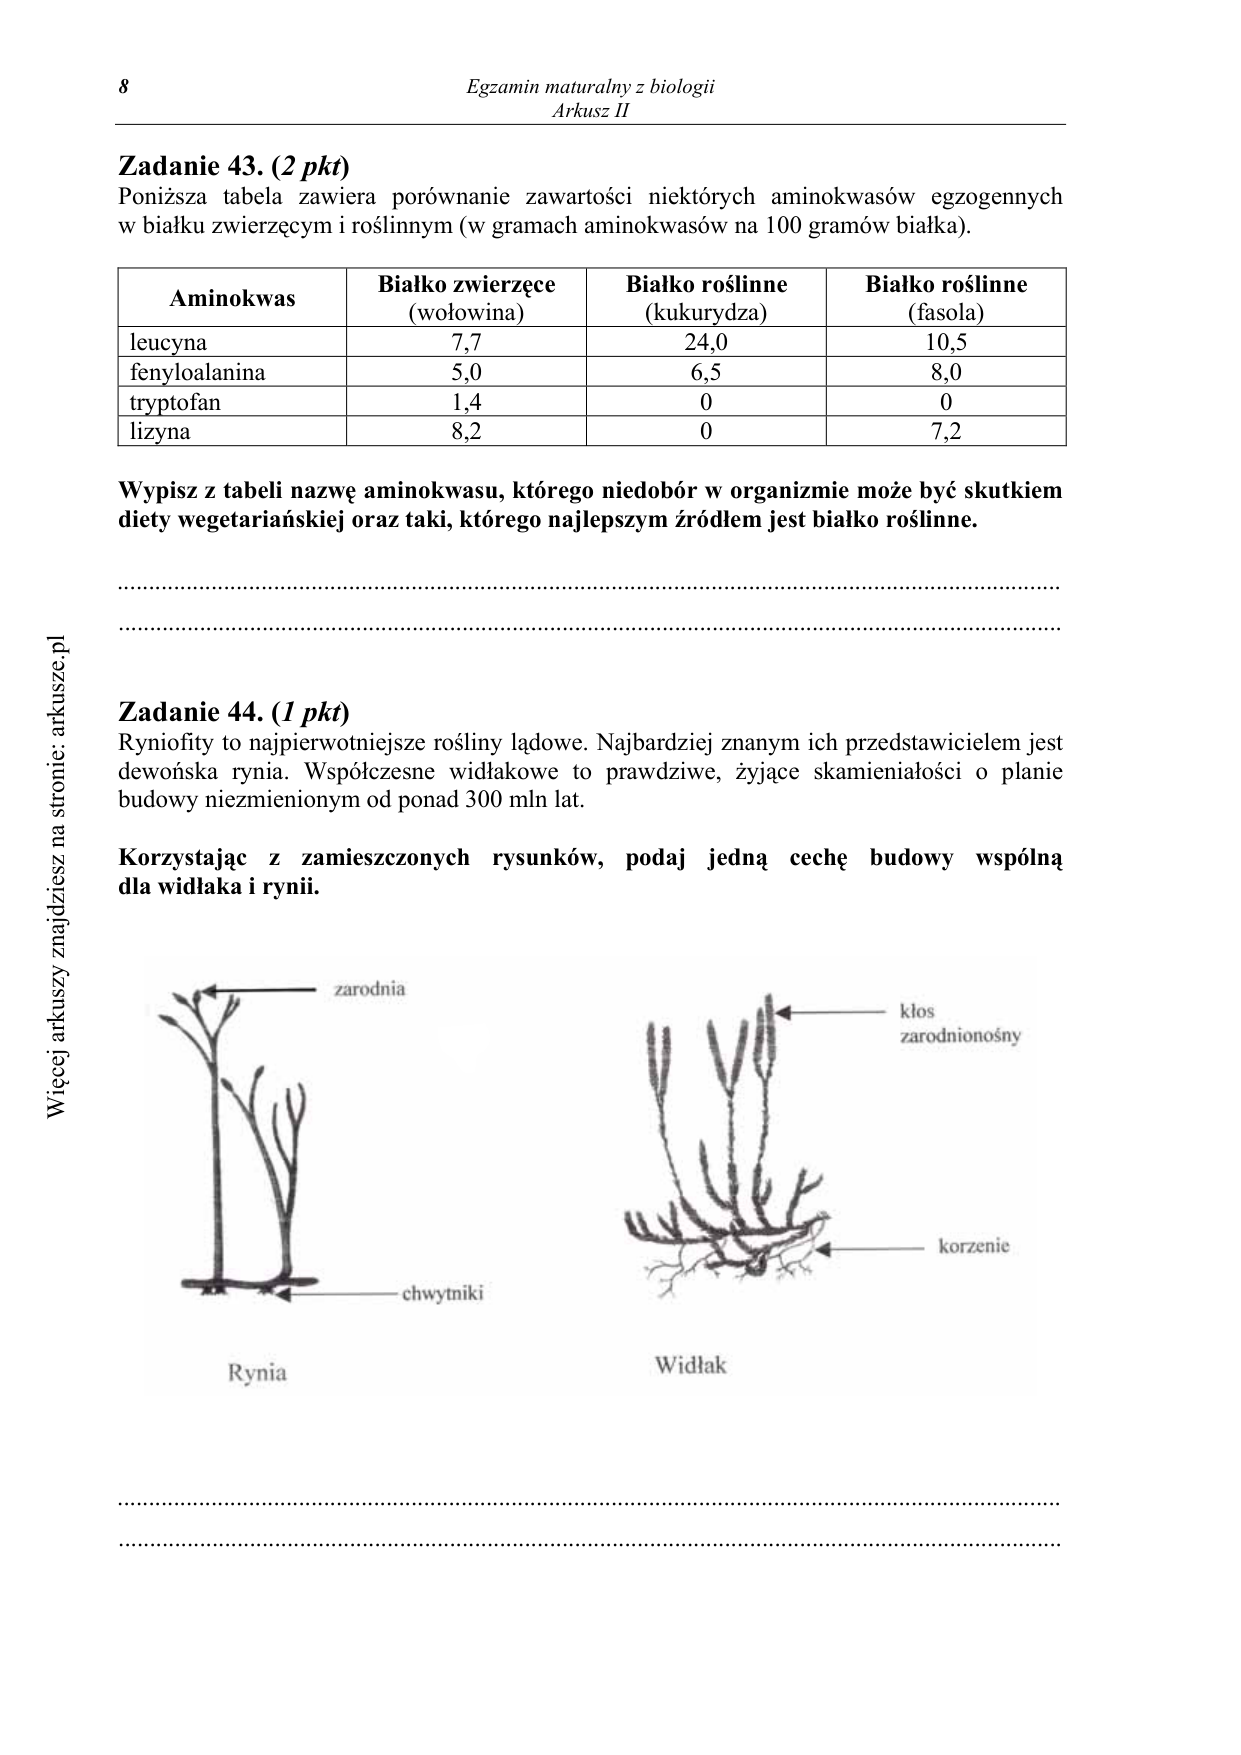 8
Egzamin maturalny z biologii
Arkusz II
Zadanie 43. (2 pkt)
Poniższa tabela zawiera porównanie zawartości niektórych aminokwasów egzogennych
w białku zwierzęcym i roślinnym (w gramach aminokwasów na 100 gramów białka).
Aminokwas
Białko zwierzęce
(wołowina)
Białko roślinne
(kukurydza)
Białko roślinne
(fasola)
leucyna 7,7 24,0 10,5
fenyloalanina 5,0 6,5 8,0
tryptofan 1,4 0 0
lizyna 8,2 0 7,2
Wypisz z tabeli nazwę aminokwasu, którego niedobór w organizmie może być skutkiem
diety wegetariańskiej oraz taki, którego najlepszym źródłem jest białko roślinne.
Zadanie 44. (1 pkt)
Ryniofity to najpierwotniejsze rośliny lądowe. Najbardziej znanym ich przedstawicielem jest
dewońska rynia. Współczesne widłakowe to prawdziwe, żyjące skamieniałości o planie
budowy niezmienionym od ponad 300 mln lat.
Korzystając z zamieszczonych rysunków, podaj jedną cechę budowy wspólną
dla widłaka i rynii.
zarodnia
kłos
zarodnionośny
korzenie
chwytniki
Rynia
Widłak
Więcej arkuszy znajdziesz na stronie: arkusze.pl